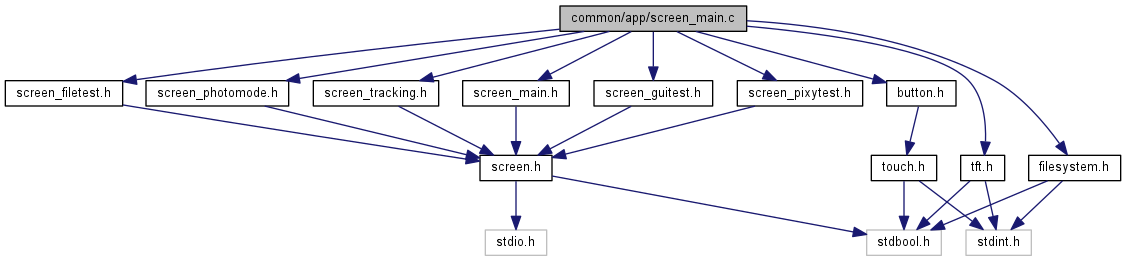 common/app/screen_main.c
screen_filetest.h
screen_photomode.h
screen_tracking.h
screen_main.h
screen_guitest.h
screen_pixytest.h
button.h
screen.h
touch.h
tft.h
filesystem.h
stdio.h
stdbool.h
stdint.h